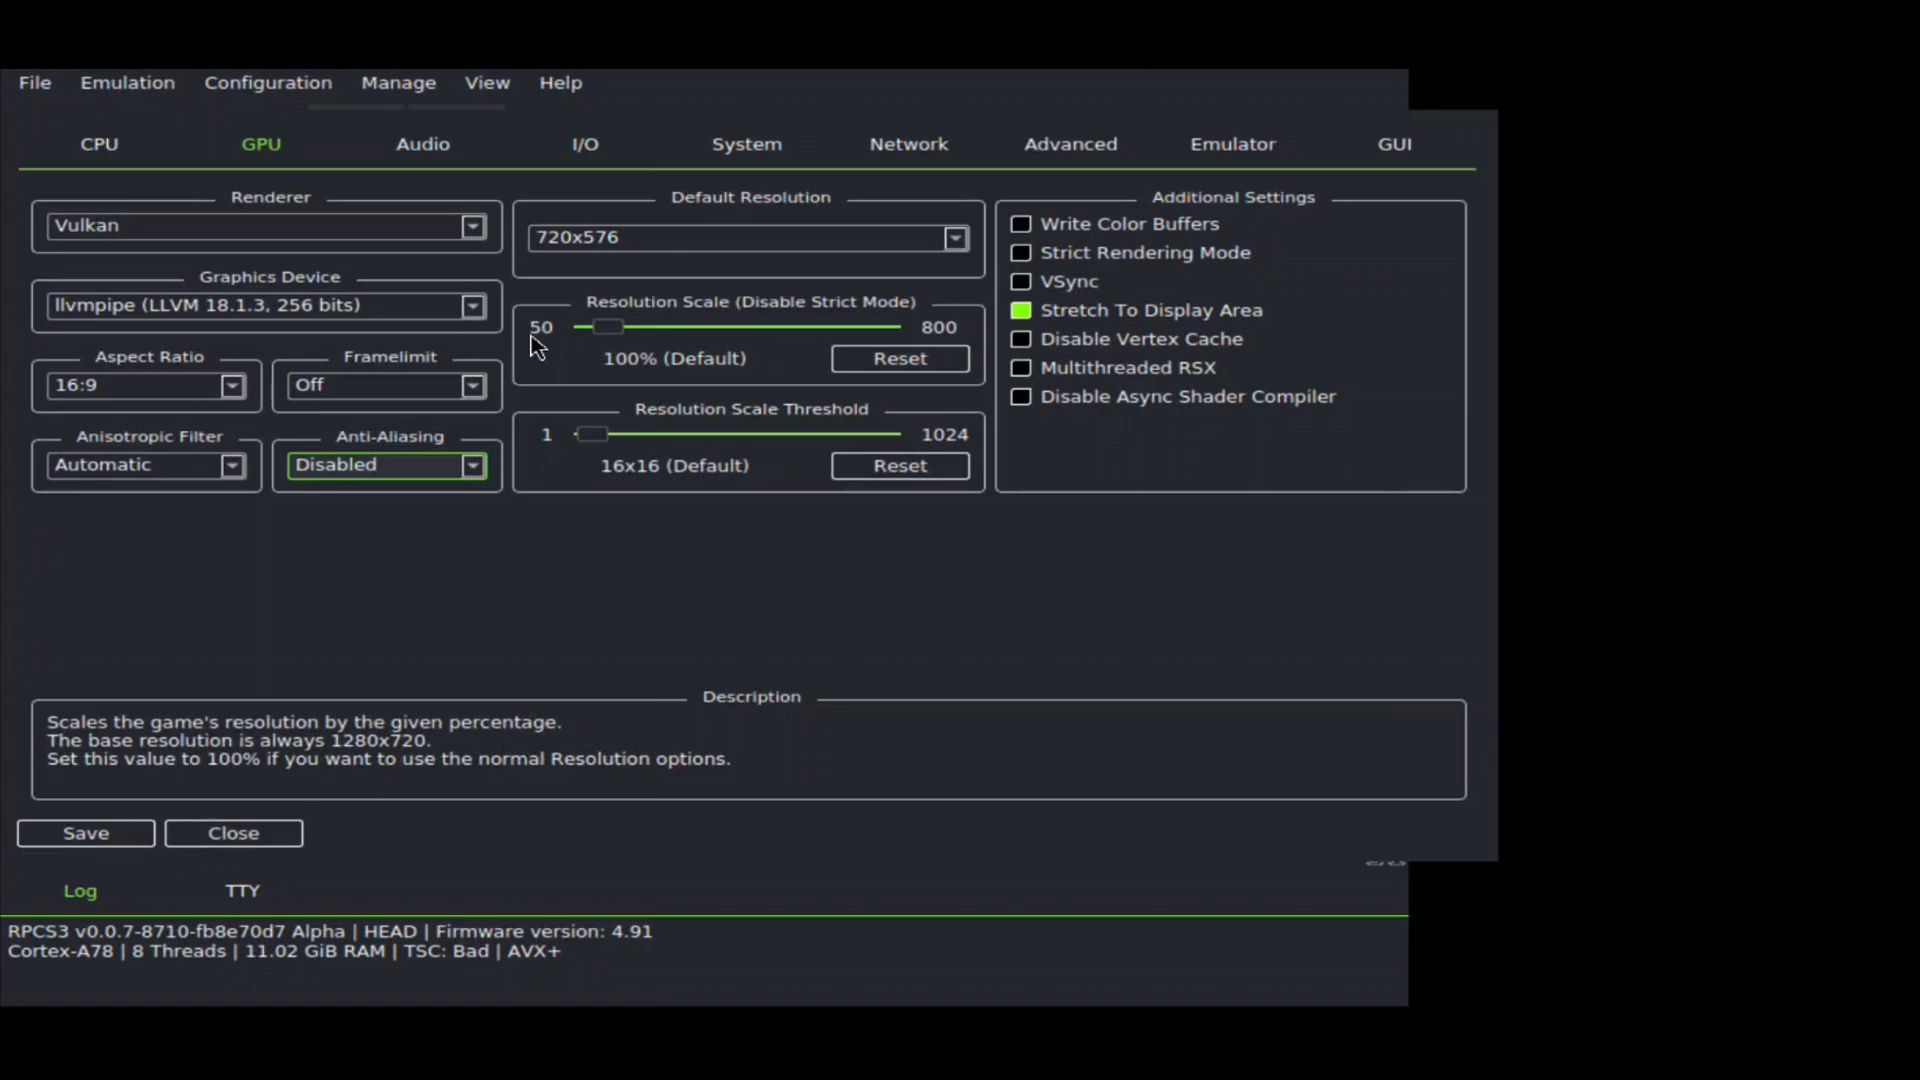 File Emulation Configuration Manage View Help
CPU GPU Audio I/O System Network Advanced Emulator GUI
Renderer
Vulkan
Graphics Device
llvmpipe (LLVM 18.1.3, 256 bits)
Aspect Ratio
16:9
Framelimit
Off
Anisotropic Filter
Automatic
Anti-Aliasing
Disabled
Default Resolution
720x576
Resolution Scale (Disable Strict Mode)
50 800
100% (Default) Reset
Resolution Scale Threshold
1 1024
16x16 (Default) Reset
Additional Settings
Write Color Buffers
Strict Rendering Mode
VSync
Stretch To Display Area
Disable Vertex Cache
Multithreaded RSX
Disable Async Shader Compiler
Description
Scales the game's resolution by the given percentage.
The base resolution is always 1280x720.
Set this value to 100% if you want to use the normal Resolution options.
Save Close
Log TTY
RPCS3 v0.0.7-8710-fb8e70d7 Alpha | HEAD | Firmware version: 4.91
Cortex-A78 | 8 Threads | 11.02 GiB RAM | TSC: Bad | AVX+